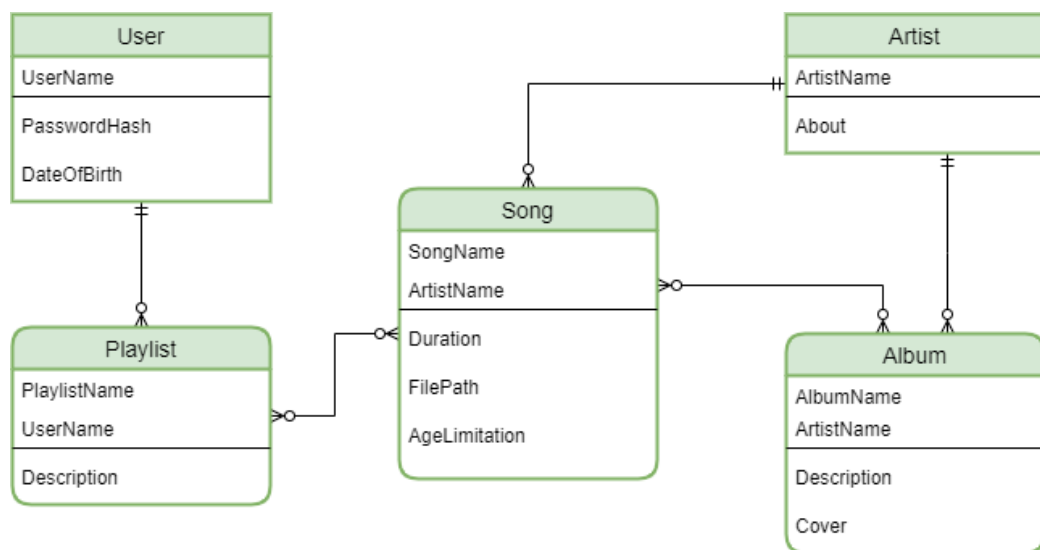 User
UserName
PasswordHash
DateOfBirth
Artist
ArtistName
About
Song
SongName
ArtistName
Duration
FilePath
AgeLimitation
Playlist
PlaylistName
UserName
Description
Album
AlbumName
ArtistName
Description
Cover